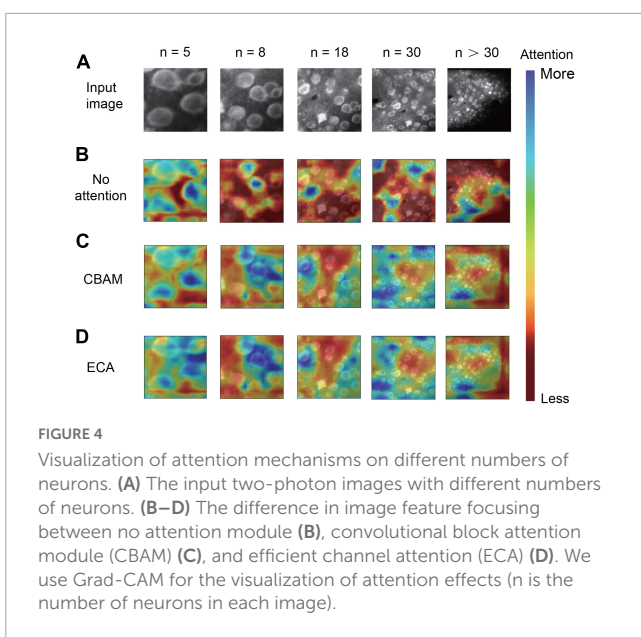 n = 5 n = 8 n = 18 n = 30 n > 30 Attention
A
More
Input
image
B
No
attention
C
CBAM
D
ECA
Less
FIGURE 4
Visualization of attention mechanisms on different numbers of
neurons. (A) The input two-photon images with different numbers
of neurons. (B–D) The difference in image feature focusing
between no attention module (B), convolutional block attention
module (CBAM) (C), and efficient channel attention (ECA) (D). We
use Grad-CAM for the visualization of attention effects (n is the
number of neurons in each image).